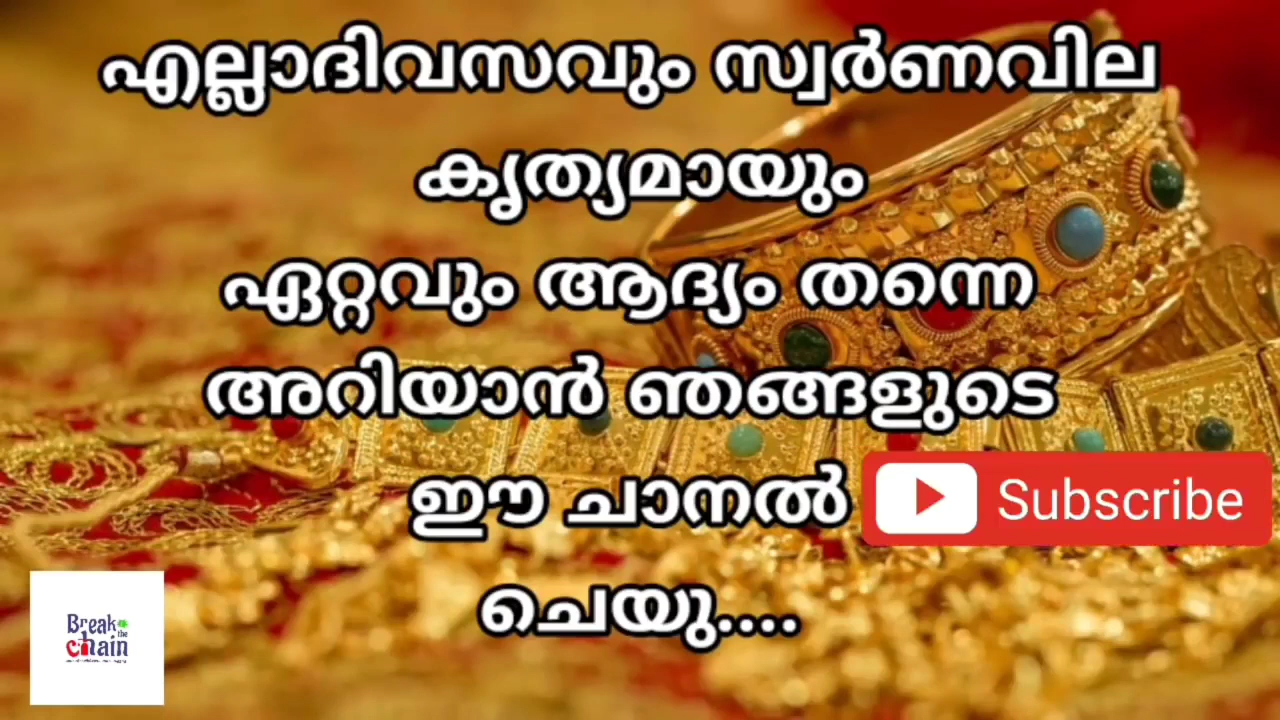 എല്ലാദിവസവും സ്വർണവില
കൃത്യമായും
ഏറ്റവും ആദ്യം തന്നെ
അറിയാൻ ഞങ്ങളുടെ
ഈ ചാനൽ Subscribe
ചെയു....
Break
the
chain